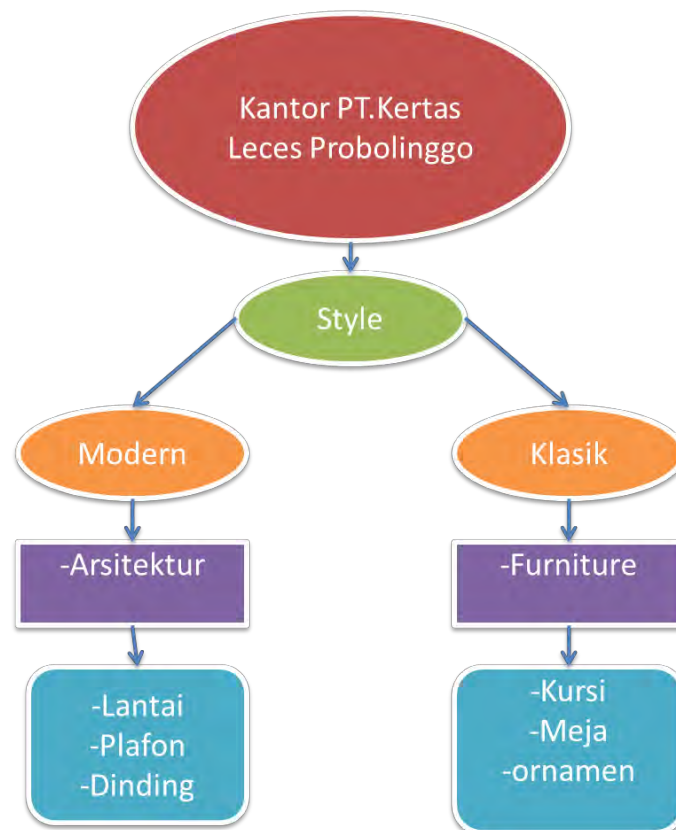 Kantor PT.Kertas
Leces Probolinggo
Style
Modern
Klasik
-Arsitektur
-Furniture
-Lantai
-Plafon
-Dinding
-Kursi
-Meja
-ornamen